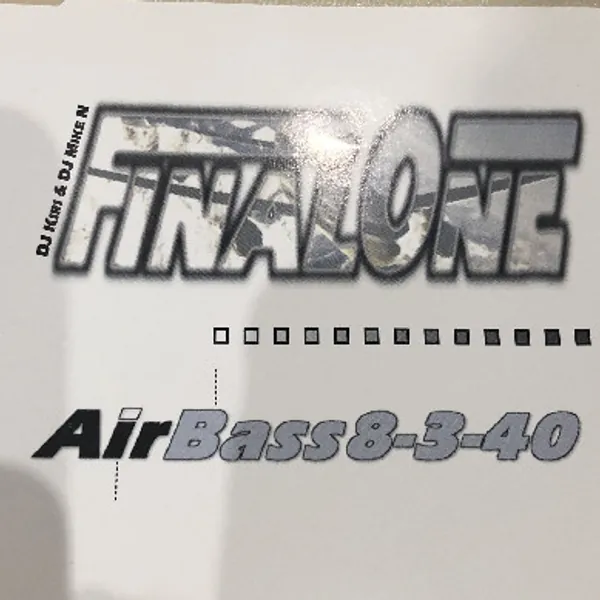 DJ Kiri & DJ Mike N
FINALONE
AirBass 8-3-40